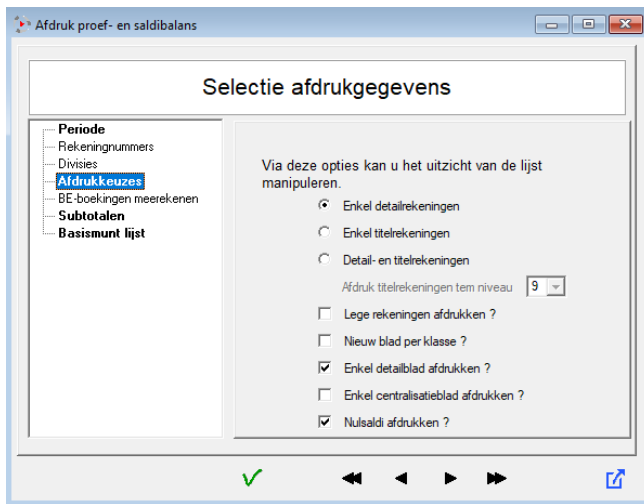 Afdruk proef- en saldibalans
Selectie afdrukgegevens
Periode
Rekeningnummers
Divisies
Afdrukkeuzes
BE-boekingen meerekenen
Subtotalen
Basismunt lijst
Via deze opties kan u het uitzicht van de lijst
manipuleren.
Enkel detailrekeningen
Enkel titelrekeningen
Detail- en titelrekeningen
Afdruk titelrekeningen tem niveau 9
Lege rekeningen afdrukken ?
Nieuw blad per klasse ?
Enkel detailblad afdrukken ?
Enkel centralisatieblad afdrukken ?
Nulsaldi afdrukken ?